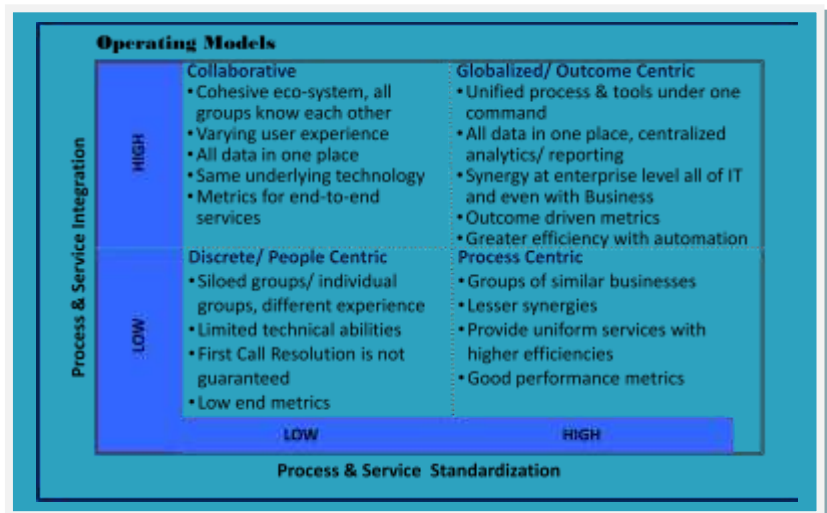 Operating Models
Collaborative
• Cohesive eco-system, all
groups know each other
• Varying user experience
• All data in one place
• Same underlying technology
• Metrics for end-to-end
services
Globalized/ Outcome Centric
• Unified process & tools under one
command
• All data in one place, centralized
analytics/ reporting
• Synergy at enterprise level all of IT
and even with Business
• Outcome driven metrics
• Greater efficiency with automation
HIGH
Process & Service Integration
Discrete/ People Centric
• Siloed groups/ individual
groups, different experience
• Limited technical abilities
• First Call Resolution is not
guaranteed
• Low end metrics
Process Centric
• Groups of similar businesses
• Lesser synergies
• Provide uniform services with
higher efficiencies
• Good performance metrics
LOW
LOW
HIGH
Process & Service Standardization